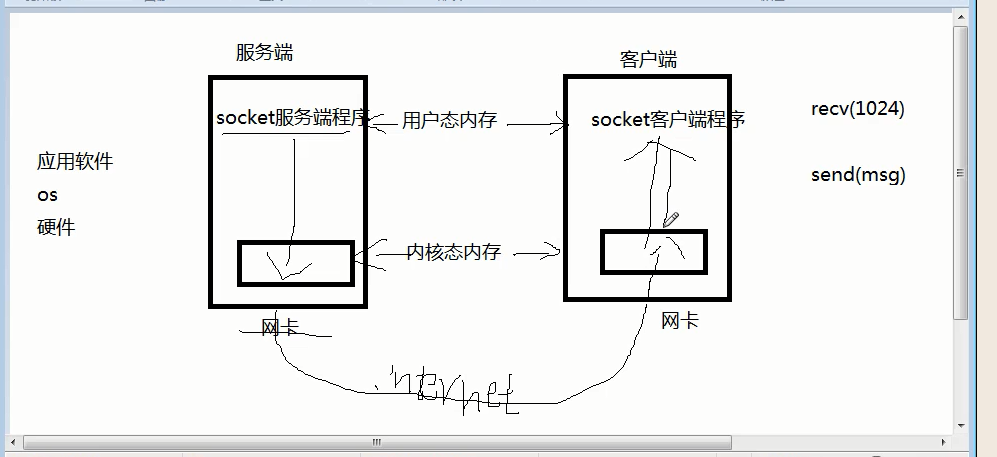 服务端
客户端
socket服务端程序
用户态内存
socket客户端程序
recv(1024)
send(msg)
应用软件
os
硬件
内核态内存
网卡
网卡
internet